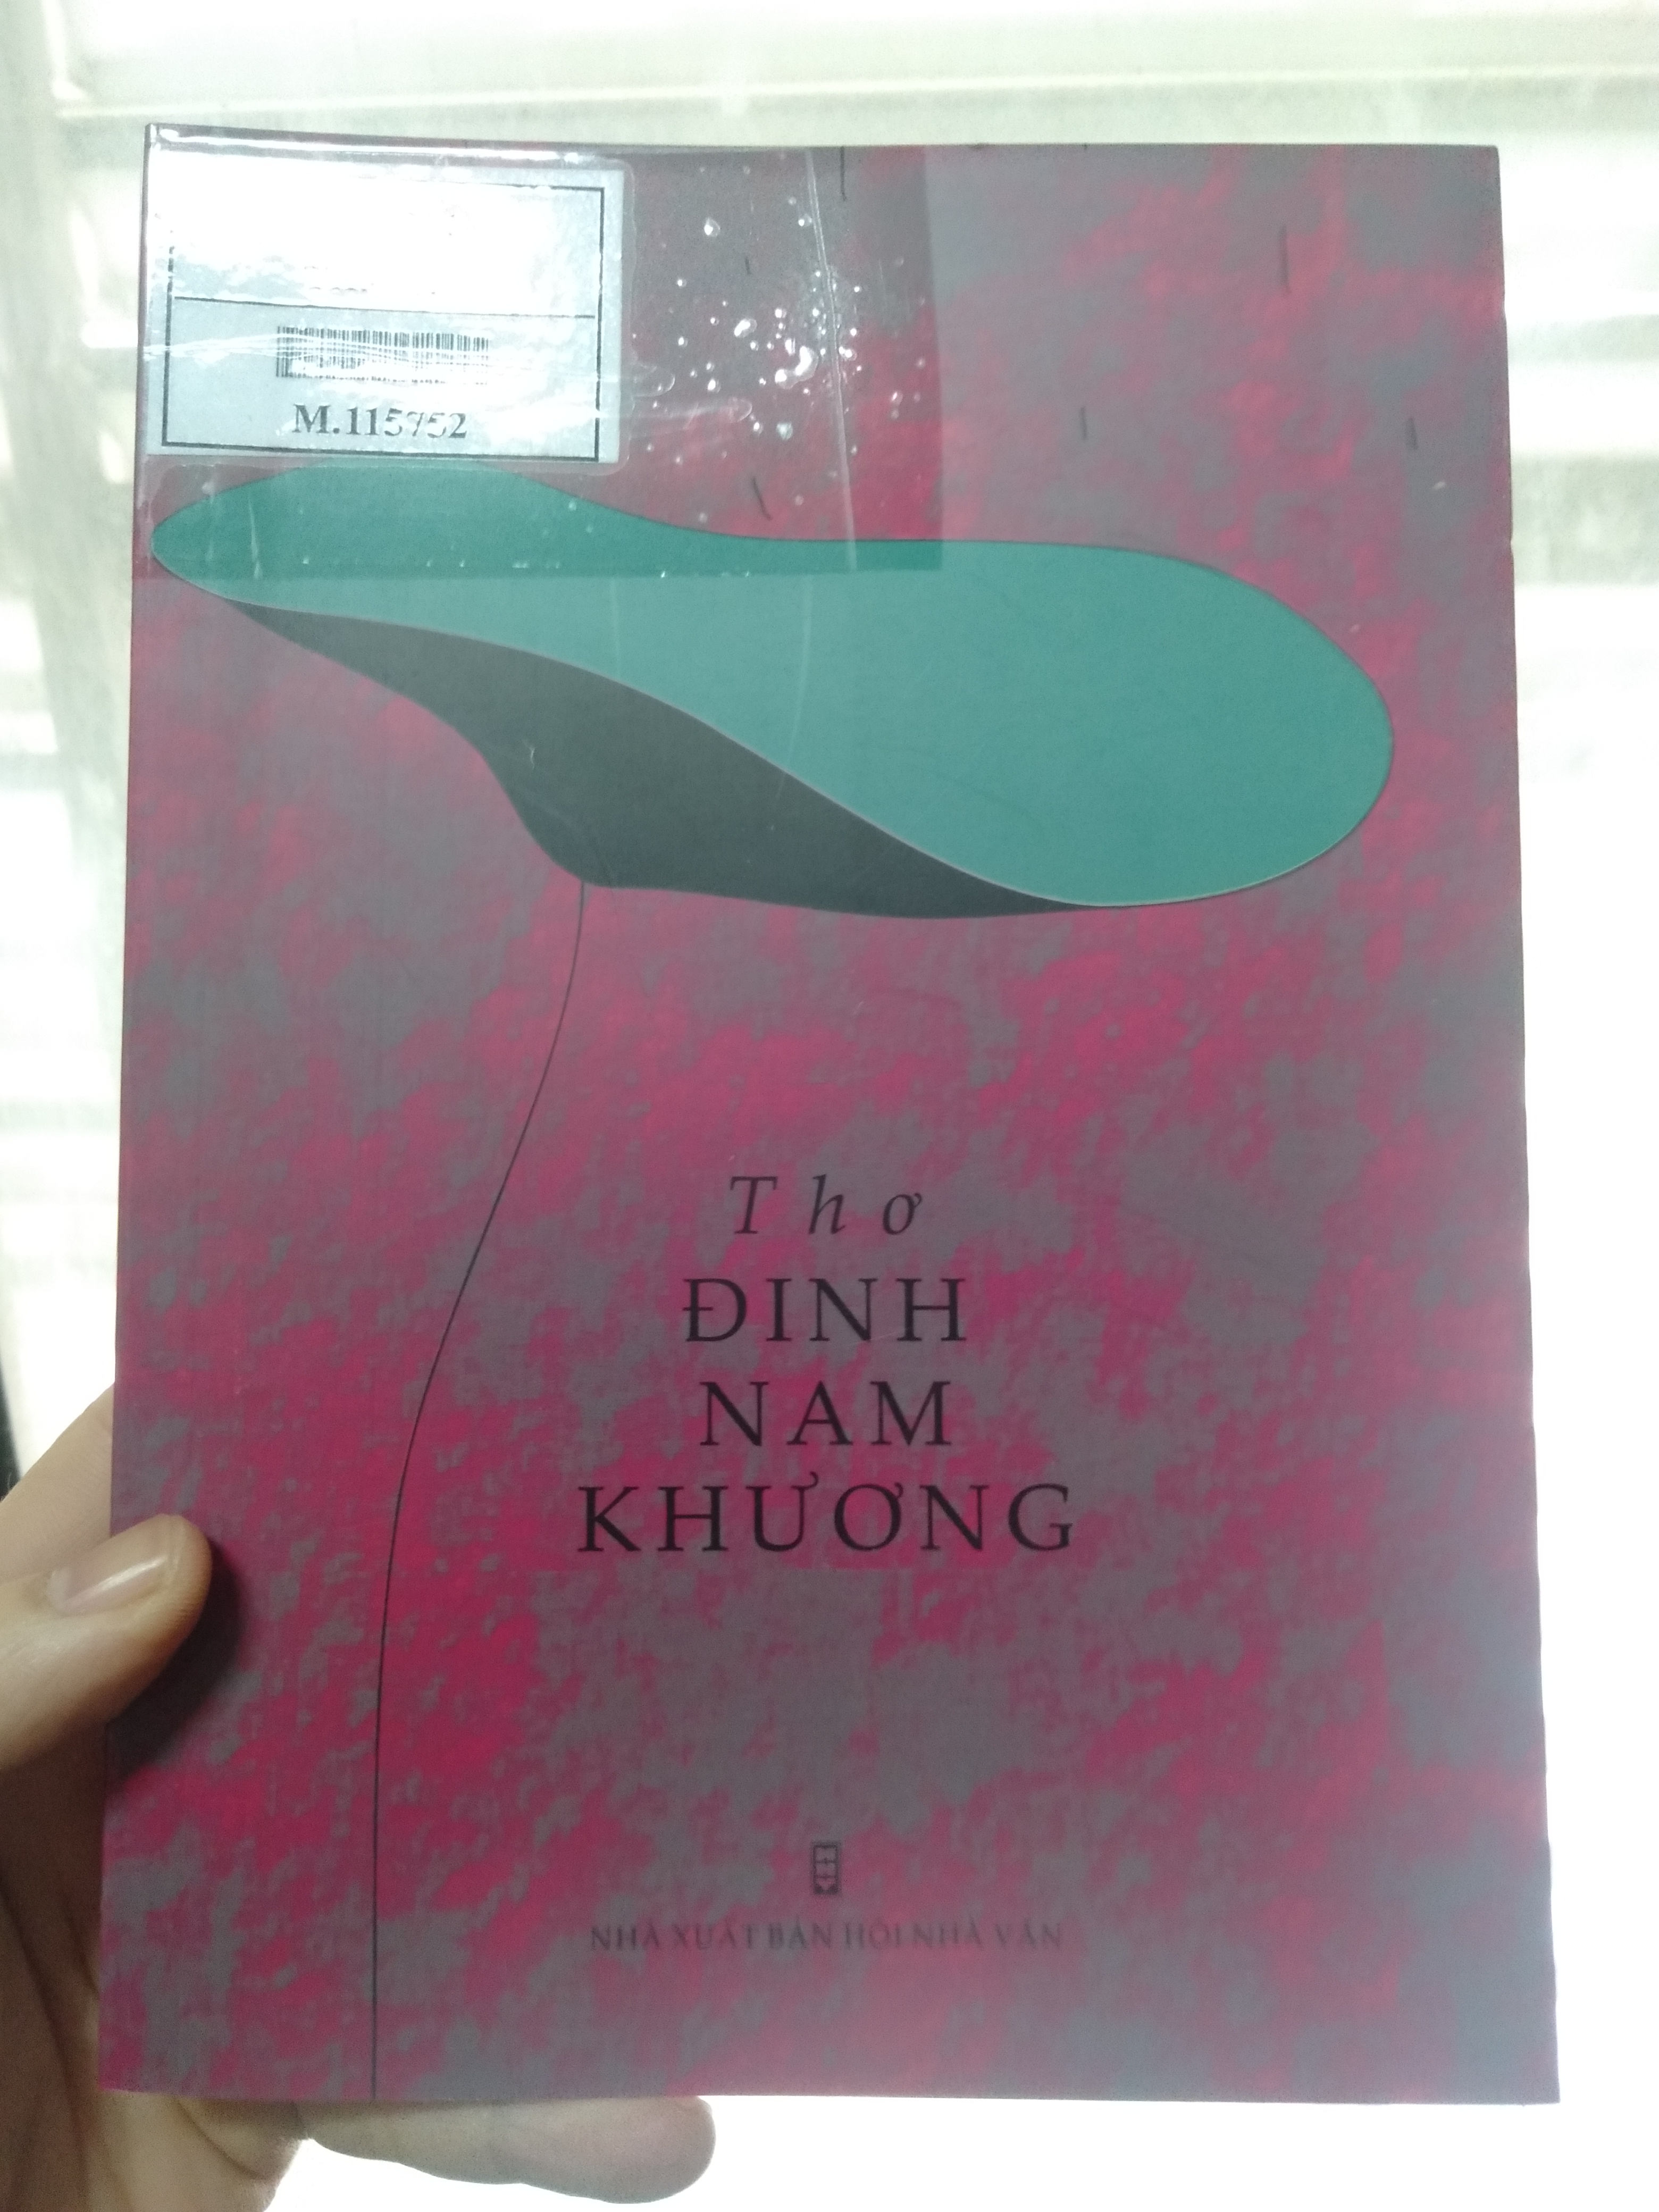 M.115752
Thơ
ĐINH
NAM
KHƯƠNG
NHÀ XUẤT BẢN HỘI NHÀ VĂN